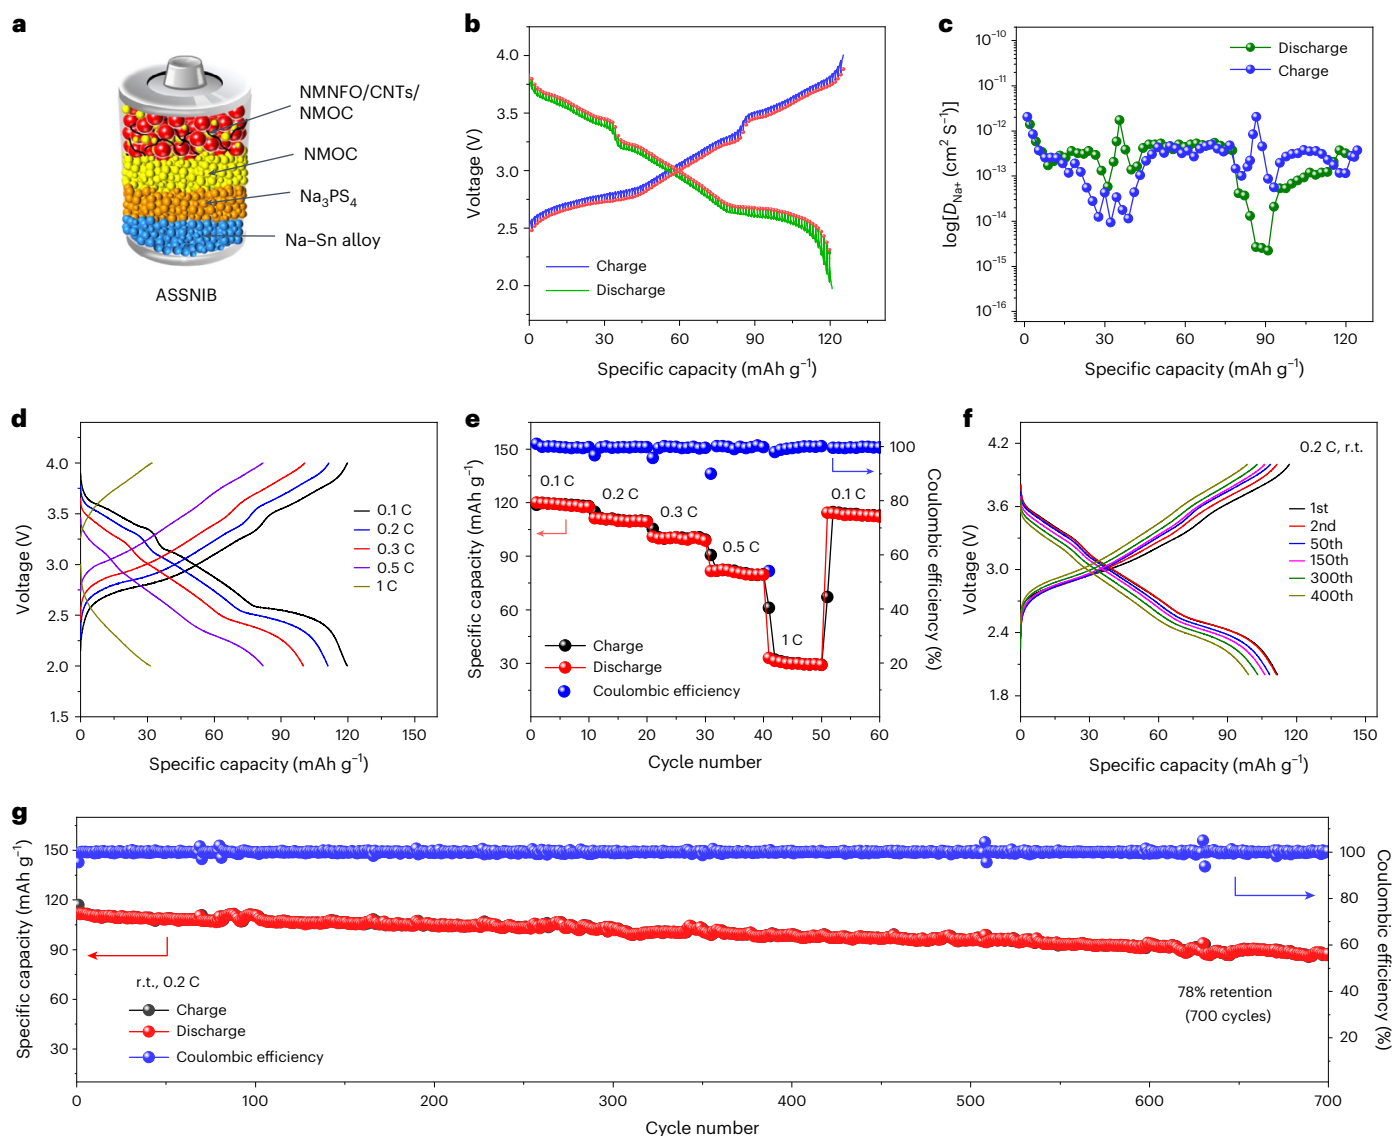 a
NMNFO/CNTs/
NMOC
NMOC
Na₃PS₄
Na–Sn alloy
ASSNIB
b
4.0
3.5
3.0
2.5
2.0
Voltage (V)
Charge
Discharge
0 30 60 90 120
Specific capacity (mAh g⁻¹)
c
10⁻¹⁰
10⁻¹¹
10⁻¹²
10⁻¹³
10⁻¹⁴
10⁻¹⁵
10⁻¹⁶
log[D_Na+ (cm² S⁻¹)]
Discharge
Charge
0 30 60 90 120
Specific capacity (mAh g⁻¹)
d
4.0
3.5
3.0
2.5
2.0
1.5
Voltage (V)
0.1 C
0.2 C
0.3 C
0.5 C
1 C
0 30 60 90 120 150
Specific capacity (mAh g⁻¹)
e
150
120
90
60
30
Specific capacity (mAh g⁻¹)
0.1 C
0.2 C
0.3 C
0.5 C
1 C
0.1 C
Charge
Discharge
Coulombic efficiency
100
80
60
40
20
Coulombic efficiency (%)
0 10 20 30 40 50 60
Cycle number
f
4.2
3.6
3.0
2.4
1.8
Voltage (V)
0.2 C, r.t.
1st
2nd
50th
150th
300th
400th
0 30 60 90 120 150
Specific capacity (mAh g⁻¹)
g
150
120
90
60
30
Specific capacity (mAh g⁻¹)
r.t., 0.2 C
Charge
Discharge
Coulombic efficiency
78% retention
(700 cycles)
100
80
60
40
20
Coulombic efficiency (%)
0 100 200 300 400 500 600 700
Cycle number